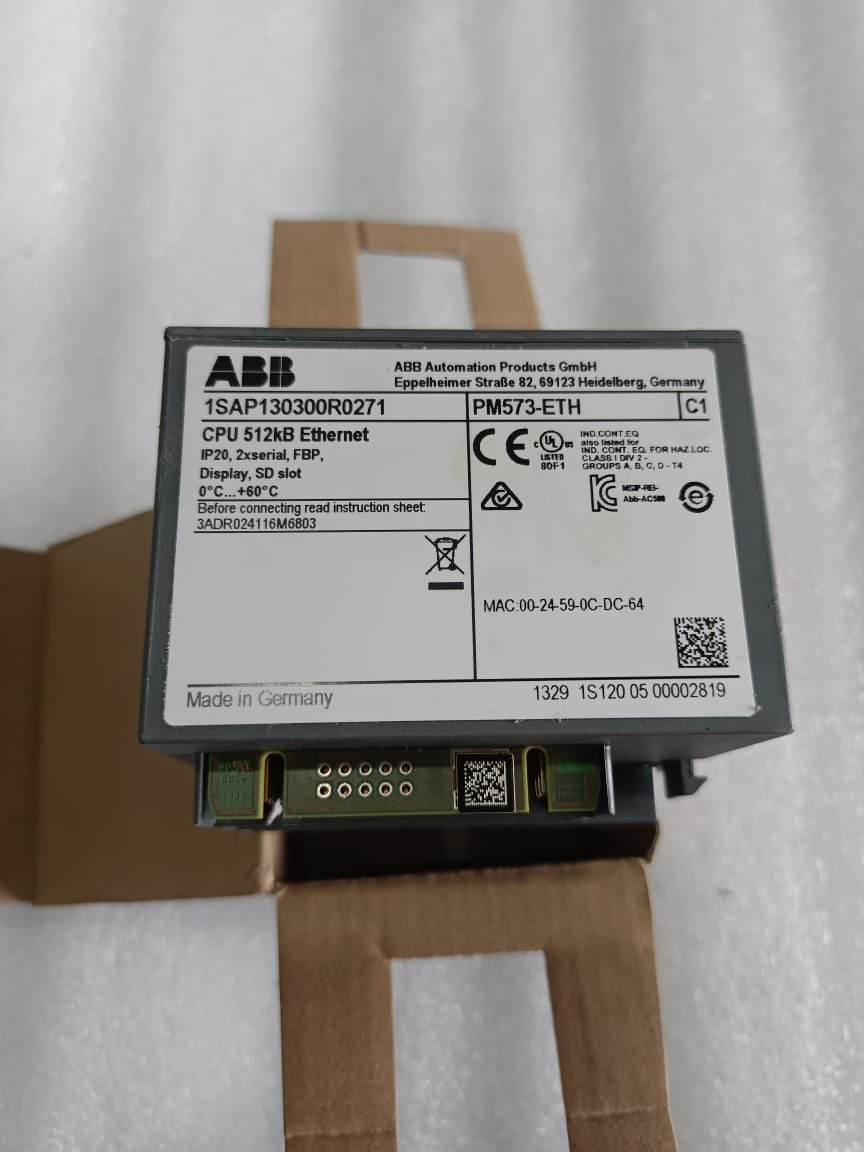 ABB
ABB Automation Products GmbH
Eppelheimer Straße 82, 69123 Heidelberg, Germany
1SAP130300R0271
PM573-ETH
C1
CPU 512kB Ethernet
IP20, 2xserial, FBP,
Display, SD slot
0°C...+60°C
Before connecting read instruction sheet:
3ADR024116M6803
CE
C UL US
LISTED
80F1
IND.CONT.EQ
also listed for
IND. CONT. EQ. FOR HAZ.LOC.
CLASS I DIV 2 -
GROUPS A, B, C, D - T4
MSIP-REI-
Abb-AC500
MAC:00-24-59-0C-DC-64
Made in Germany
1329 1S120 05 00002819